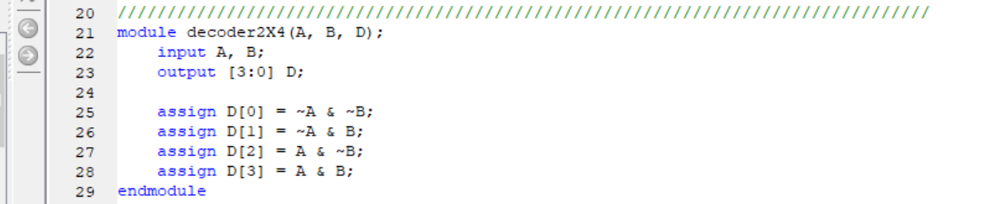 20 //////////////////////////////////////////////////////////////////////////////////
21 module decoder2X4(A, B, D);
22     input A, B;
23     output [3:0] D;
24
25     assign D[0] = ~A & ~B;
26     assign D[1] = ~A & B;
27     assign D[2] = A & ~B;
28     assign D[3] = A & B;
29 endmodule